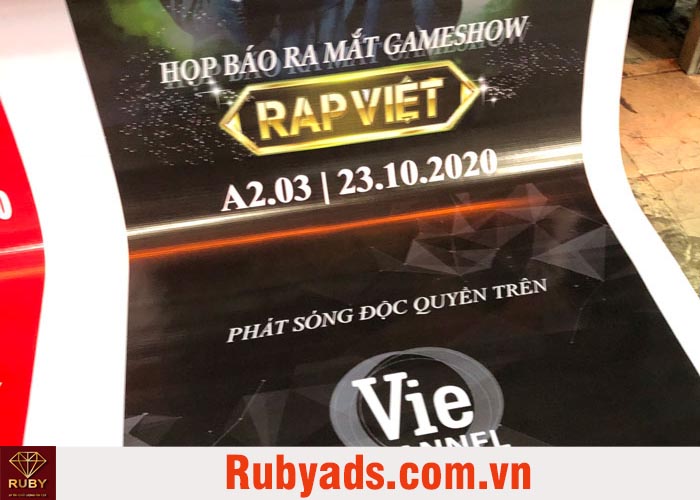 HỌP BÁO RA MẮT GAMESHOW
RAP VIỆT
A2.03 | 23.10.2020
PHÁT SÓNG ĐỘC QUYỀN TRÊN
Vie
CHANNEL
RUBY
Rubyads.com.vn